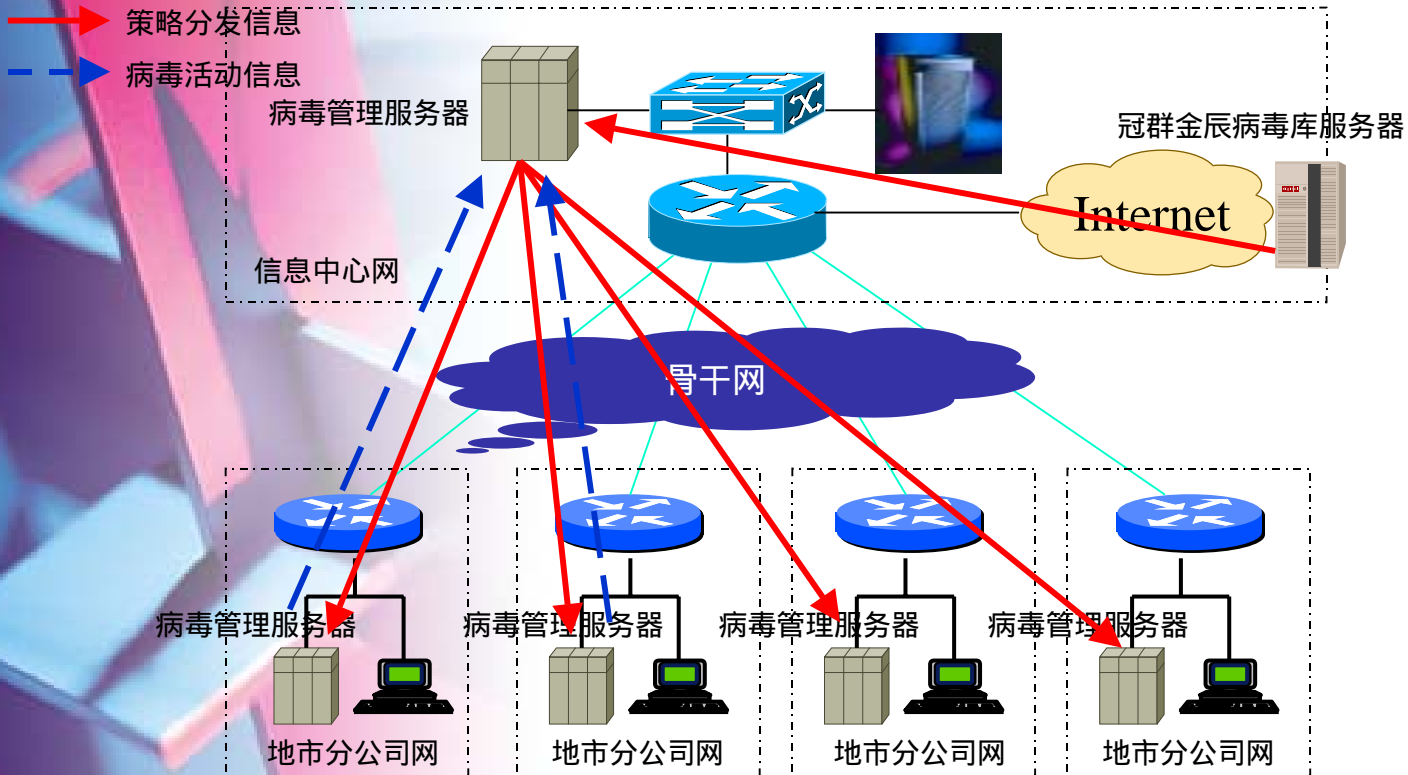 策略分发信息
病毒活动信息
病毒管理服务器
冠群金辰病毒库服务器
Internet
信息中心网
骨干网
病毒管理服务器
病毒管理服务器
病毒管理服务器
病毒管理服务器
地市分公司网
地市分公司网
地市分公司网
地市分公司网